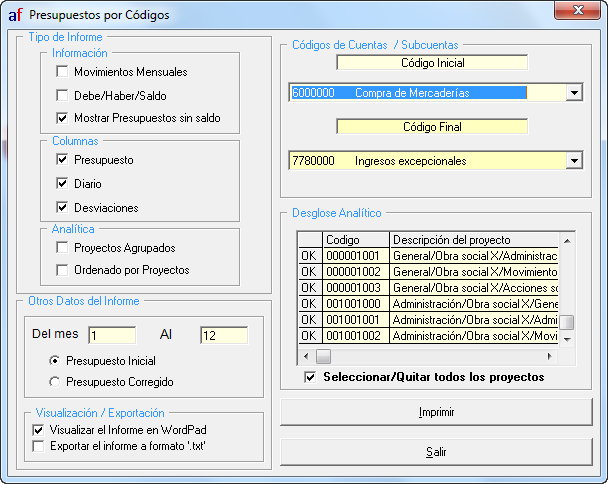 af Presupuestos por Códigos
Tipo de Informe
Información
Movimientos Mensuales
Debe/Haber/Saldo
Mostrar Presupuestos sin saldo
Columnas
Presupuesto
Diario
Desviaciones
Analítica
Proyectos Agrupados
Ordenado por Proyectos
Otros Datos del Informe
Del mes 1 Al 12
Presupuesto Inicial
Presupuesto Corregido
Visualización / Exportación
Visualizar el Informe en WordPad
Exportar el informe a formato '.txt'
Códigos de Cuentas / Subcuentas
Código Inicial
6000000 Compra de Mercaderías
Código Final
7780000 Ingresos excepcionales
Desglose Analítico
Codigo Descripción del proyecto
OK 000001001 General/Obra social X/Administrac
OK 000001002 General/Obra social X/Movimiento
OK 000001003 General/Obra social X/Acciones so
OK 001001000 Administración/Obra social X/Gene
OK 001001001 Administración/Obra social X/Admi
OK 001001002 Administración/Obra social X/Movi
Seleccionar/Quitar todos los proyectos
Imprimir
Salir